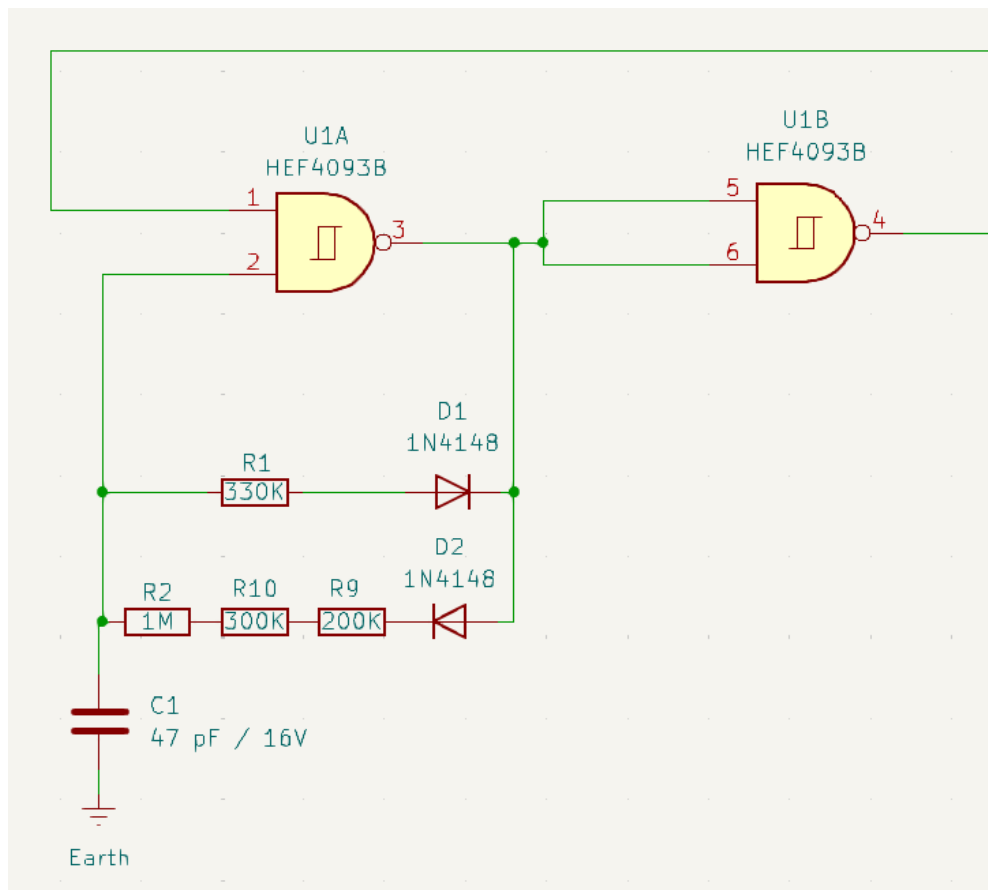 U1A
HEF4093B
U1B
HEF4093B
1
2
3
5
6
4
D1
1N4148
R1
330K
D2
1N4148
R2
1M
R10
300K
R9
200K
C1
47 pF / 16V
Earth